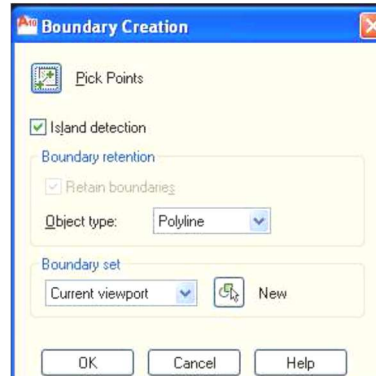 A10 Boundary Creation
Pick Points
Island detection
Boundary retention
Retain boundaries
Object type: Polyline
Boundary set
Current viewport New
OK Cancel Help